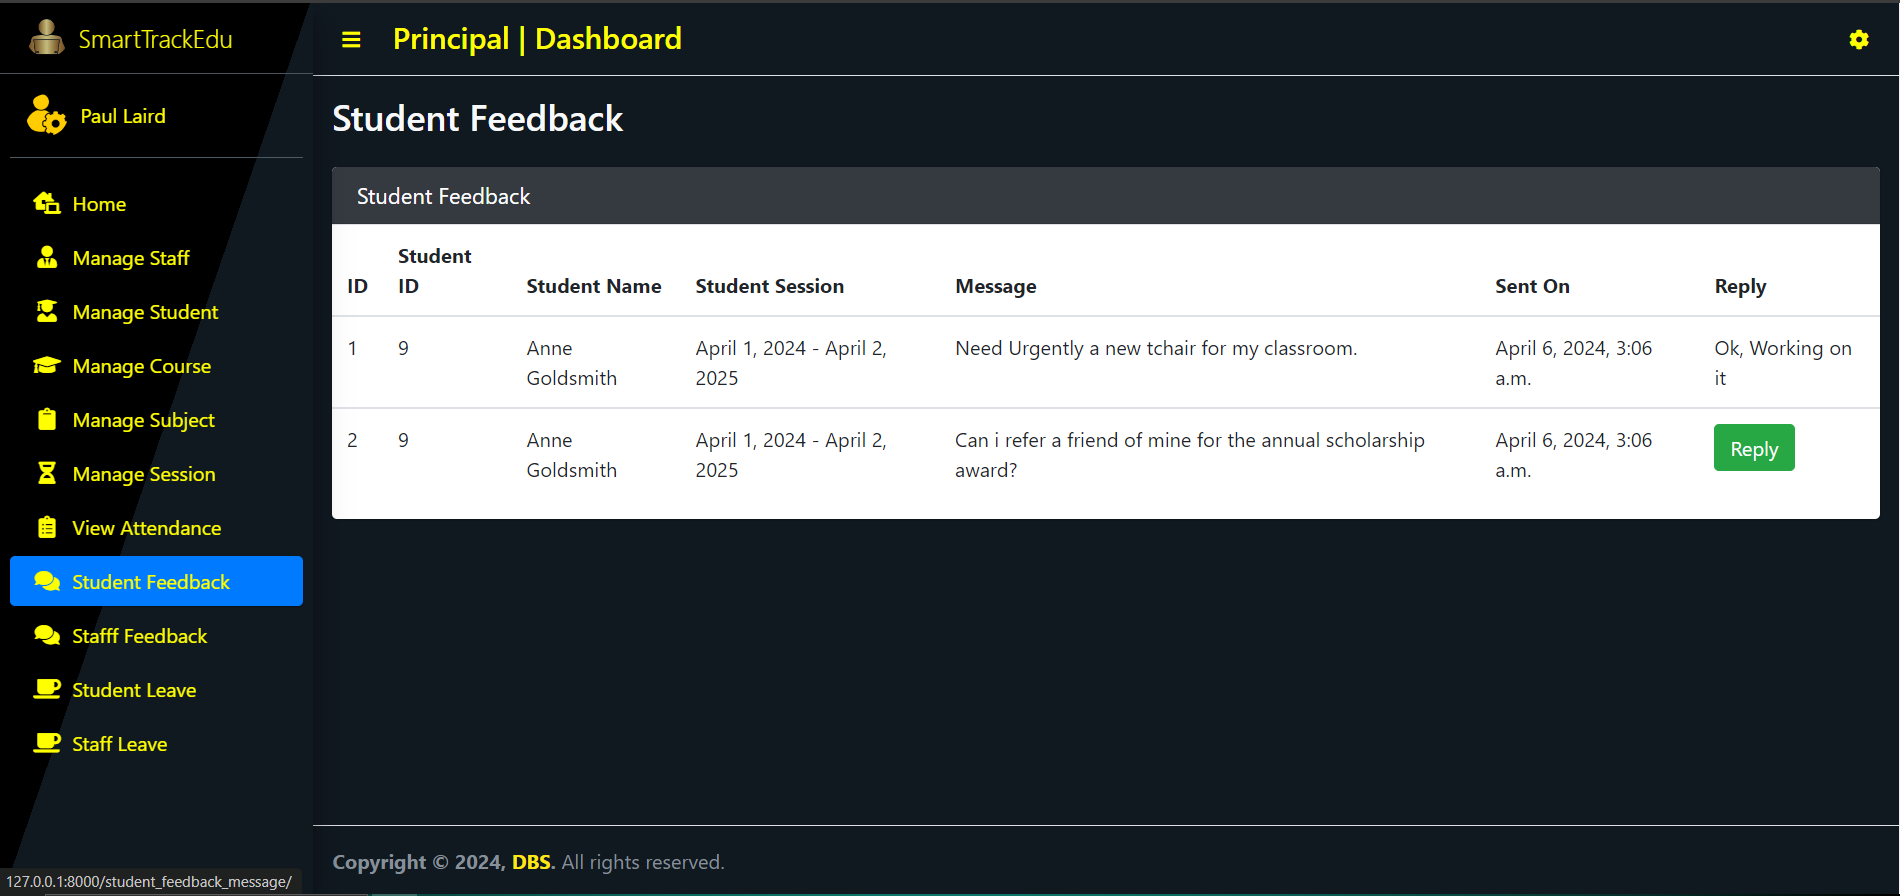 SmartTrackEdu
Principal | Dashboard
Paul Laird
Home
Manage Staff
Manage Student
Manage Course
Manage Subject
Manage Session
View Attendance
Student Feedback
Stafff Feedback
Student Leave
Staff Leave
Student Feedback
Student Feedback
ID Student ID Student Name Student Session Message Sent On Reply
1 9 Anne Goldsmith April 1, 2024 - April 2, 2025 Need Urgently a new tchair for my classroom. April 6, 2024, 3:06 a.m. Ok, Working on it
2 9 Anne Goldsmith April 1, 2024 - April 2, 2025 Can i refer a friend of mine for the annual scholarship award? April 6, 2024, 3:06 a.m. Reply
Copyright © 2024, DBS. All rights reserved.
127.0.0.1:8000/student_feedback_message/